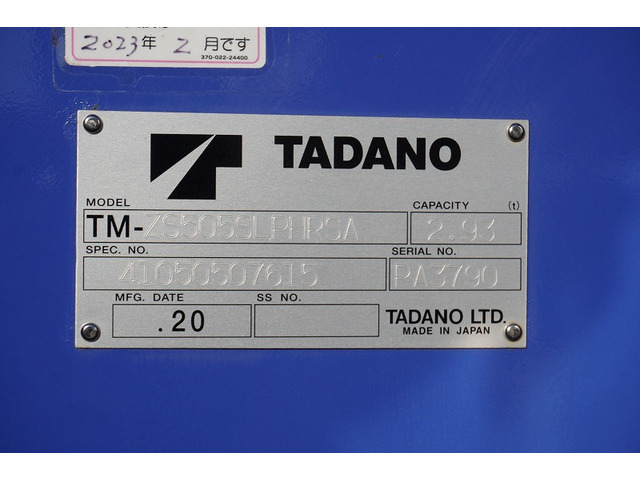 2023年 2 月です
370-022-24400
TADANO
MODEL
CAPACITY (t)
TM-ZS505SLPHRSA
2.93
SPEC. NO.
SERIAL NO.
41050507615
PA3790
MFG. DATE
SS NO.
.20
TADANO LTD.
MADE IN JAPAN